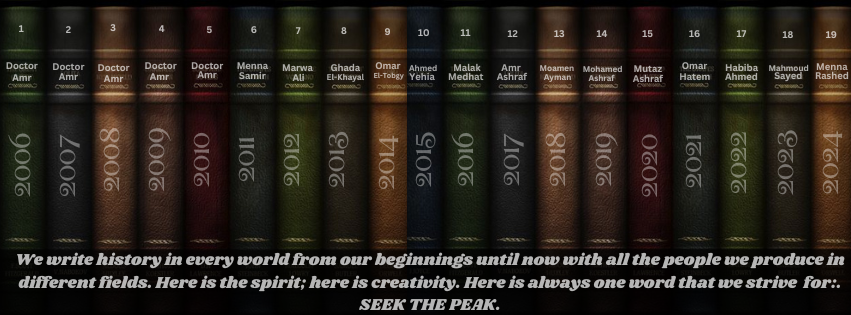 1 2 3 4 5 6 7 8 9 10 11 12 13 14 15 16 17 18 19
Doctor Amr
Doctor Amr
Doctor Amr
Doctor Amr
Doctor Amr
Menna Samir
Marwa Ali
Ghada El-Khayal
Omar El-Tobgy
Ahmed Yehia
Malak Medhat
Amr Ashraf
Moamen Ayman
Mohamed Ashraf
Mutaz Ashraf
Omar Hatem
Habiba Ahmed
Mahmoud Sayed
Menna Rashed
2006 2007 2008 2009 2010 2011 2012 2013 2014 2015 2016 2017 2018 2019 2020 2021 2022 2023 2024
We write history in every world from our beginnings until now with all the people we produce in
different fields. Here is the spirit; here is creativity. Here is always one word that we strive for:.
SEEK THE PEAK.